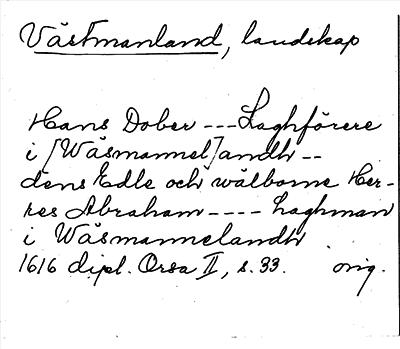 Västmanland, landskap
Hans Dober --- Laghförere
i [Wäsmannel]andh --
dens Edle och wälborne Her-
res Abraham ---- Laghman
i Wäsmannelandh
1616 dipl. Orsa II, s. 33. orig.